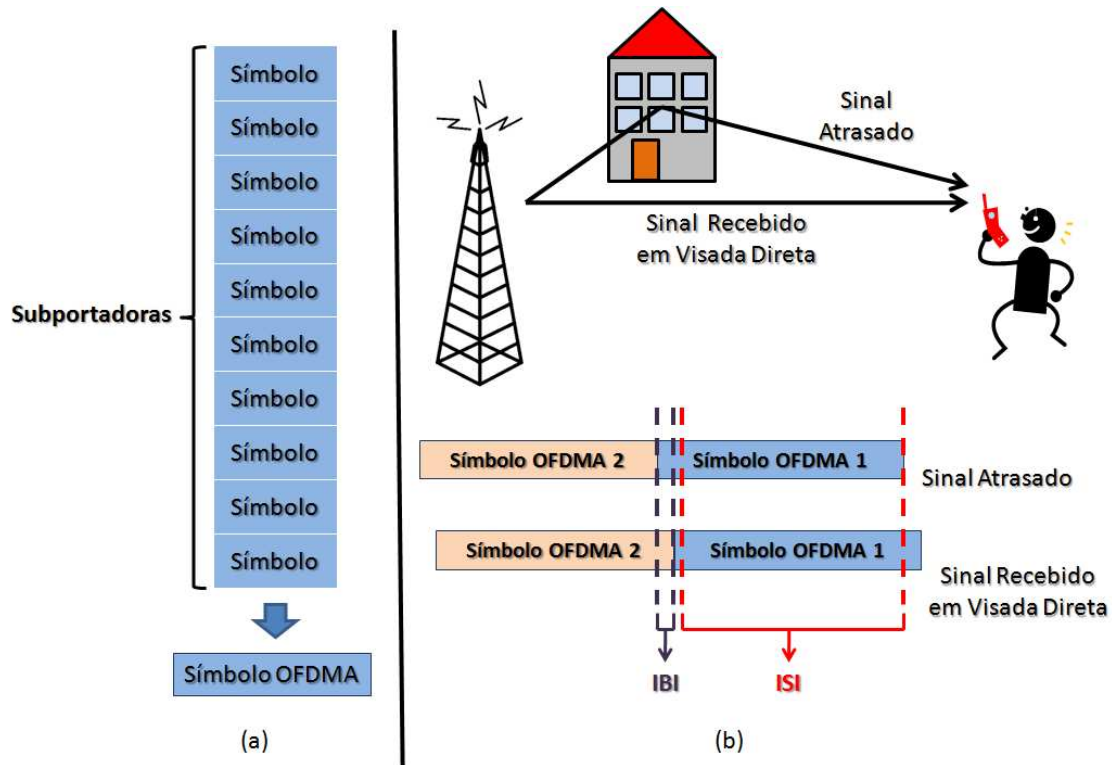 Símbolo
Símbolo
Símbolo
Símbolo
Símbolo
Símbolo
Símbolo
Símbolo
Símbolo
Símbolo
Subportadoras
Símbolo OFDMA
(a)
Sinal
Atrasado
Sinal Recebido
em Visada Direta
Símbolo OFDMA 2
Símbolo OFDMA 1
Sinal Atrasado
Símbolo OFDMA 2
Símbolo OFDMA 1
Sinal Recebido
em Visada Direta
IBI
ISI
(b)